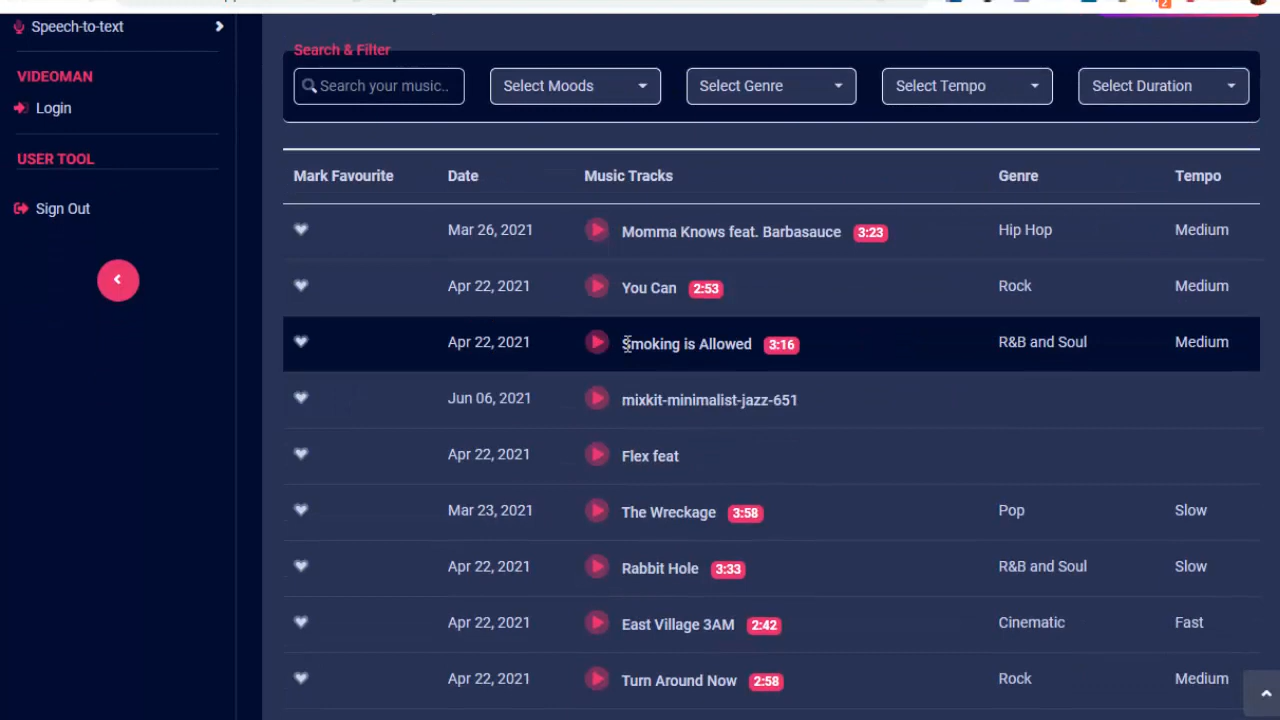 2
Speech-to-text
VIDEOMAN
Login
USER TOOL
Sign Out
Search & Filter
Search your music..
Select Moods
Select Genre
Select Tempo
Select Duration
Mark Favourite Date Music Tracks Genre Tempo
Mar 26, 2021 Momma Knows feat. Barbasauce 3:23 Hip Hop Medium
Apr 22, 2021 You Can 2:53 Rock Medium
Apr 22, 2021 Smoking is Allowed 3:16 R&B and Soul Medium
Jun 06, 2021 mixkit-minimalist-jazz-651
Apr 22, 2021 Flex feat
Mar 23, 2021 The Wreckage 3:58 Pop Slow
Apr 22, 2021 Rabbit Hole 3:33 R&B and Soul Slow
Apr 22, 2021 East Village 3AM 2:42 Cinematic Fast
Apr 22, 2021 Turn Around Now 2:58 Rock Medium